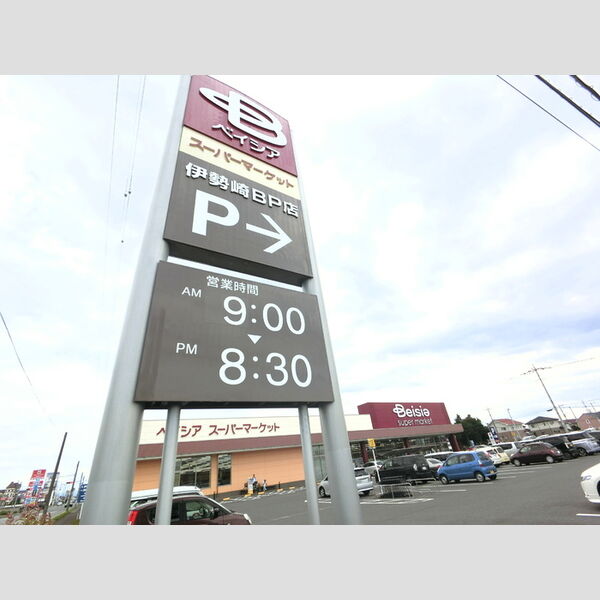 B
ベイシア
スーパーマーケット
伊勢崎BP店
P→
営業時間
AM 9:00
PM 8:30
ベイシア スーパーマーケット
Beisia
SUPER MARKET